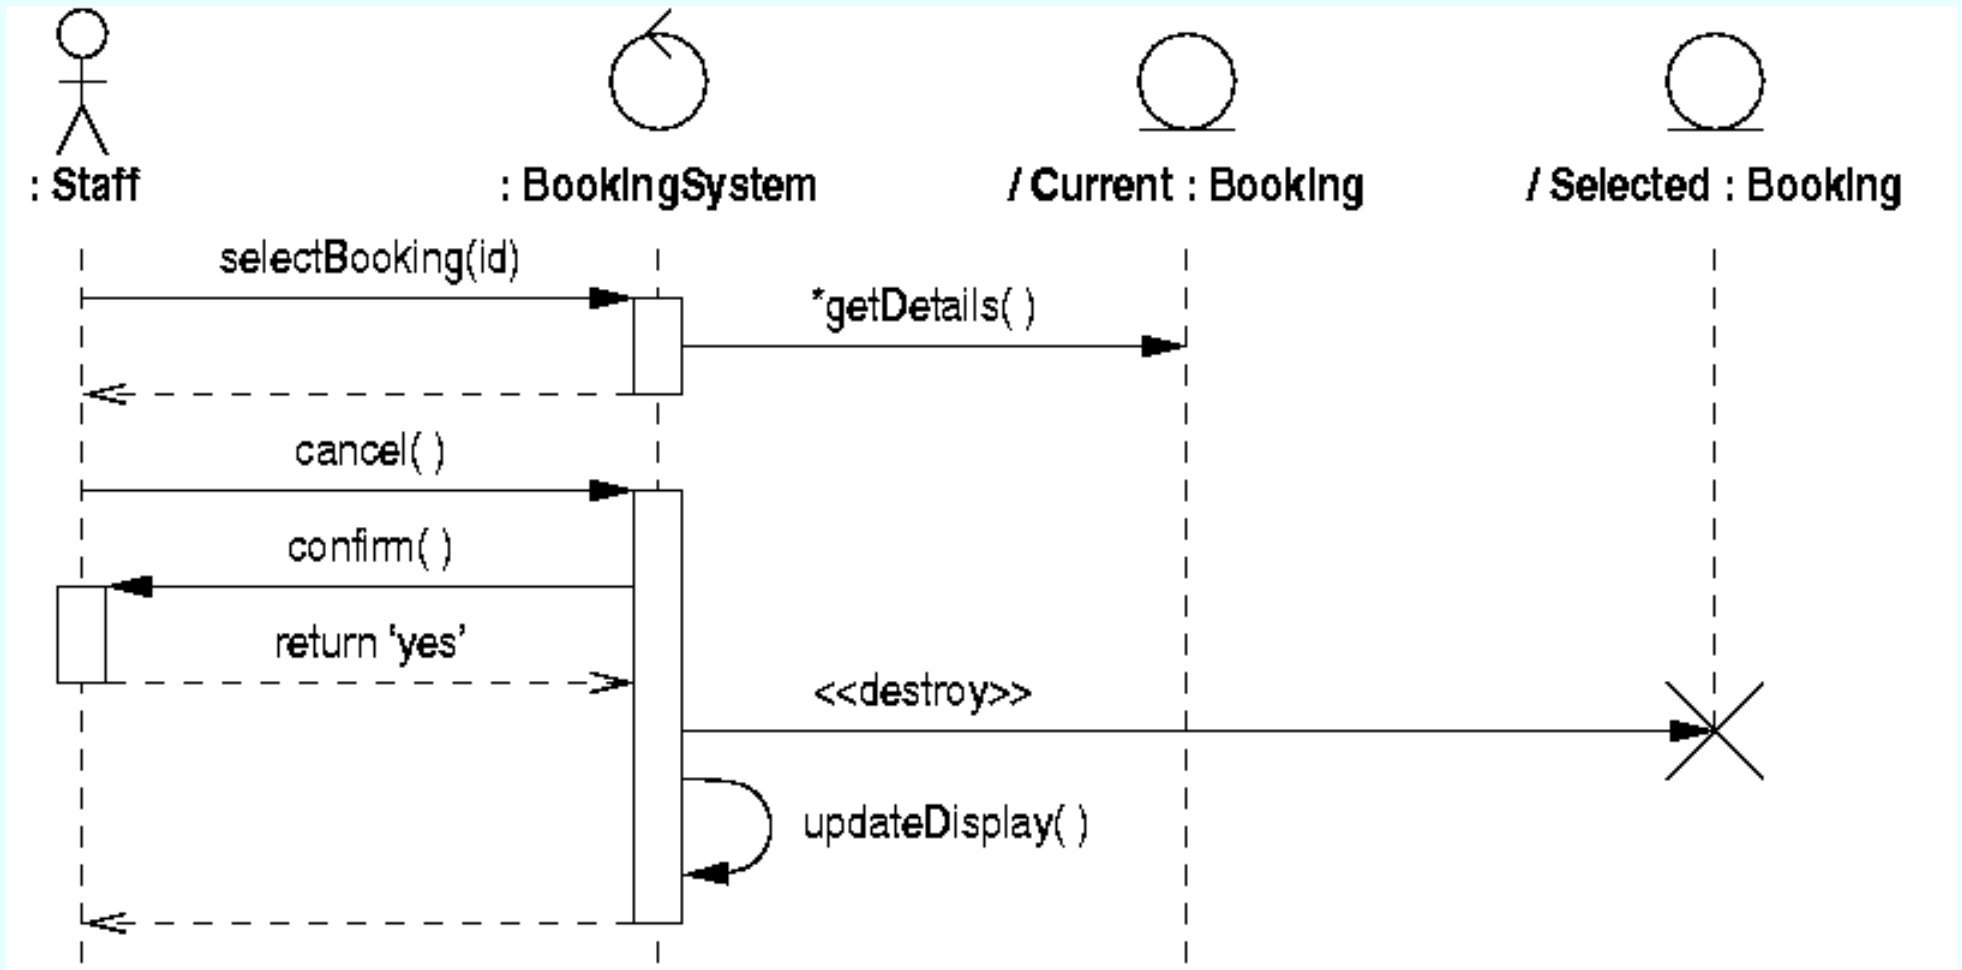 : Staff
: BookingSystem
/ Current : Booking
/ Selected : Booking
selectBooking(id)
*getDetails( )
cancel( )
confirm( )
return ‘yes’
<<destroy>>
updateDisplay( )